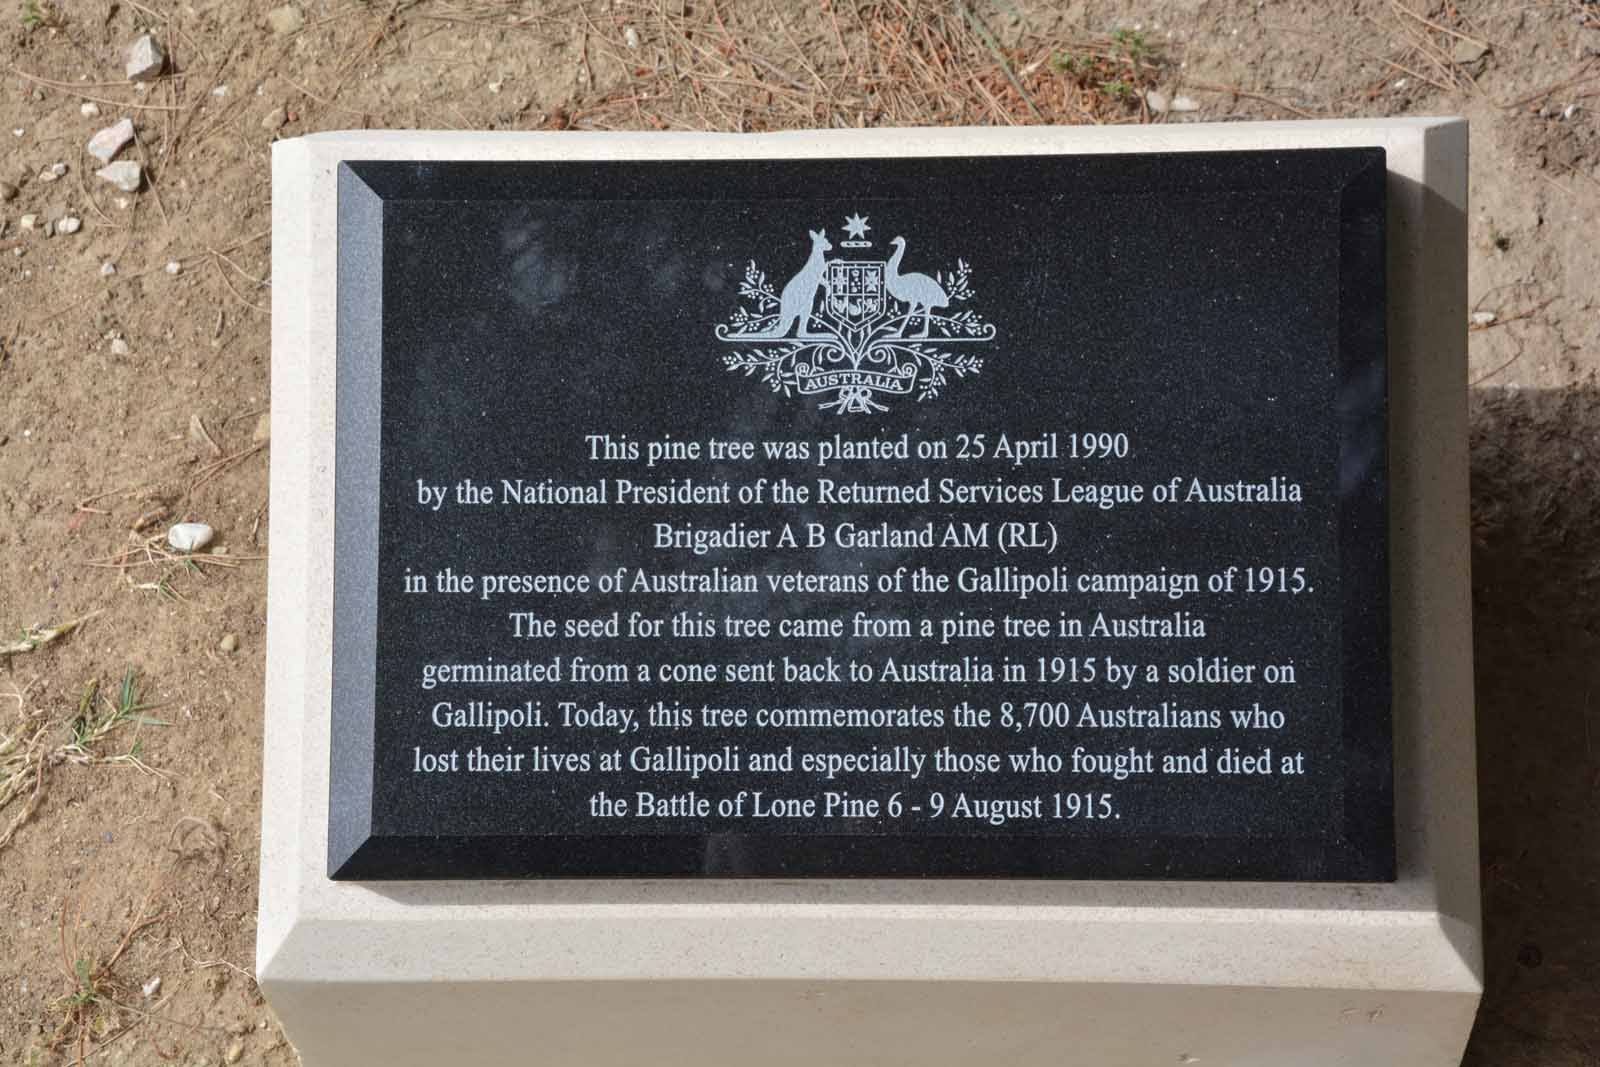 AUSTRALIA
This pine tree was planted on 25 April 1990
by the National President of the Returned Services League of Australia
Brigadier A B Garland AM (RL)
in the presence of Australian veterans of the Gallipoli campaign of 1915.
The seed for this tree came from a pine tree in Australia
germinated from a cone sent back to Australia in 1915 by a soldier on
Gallipoli. Today, this tree commemorates the 8,700 Australians who
lost their lives at Gallipoli and especially those who fought and died at
the Battle of Lone Pine 6 - 9 August 1915.